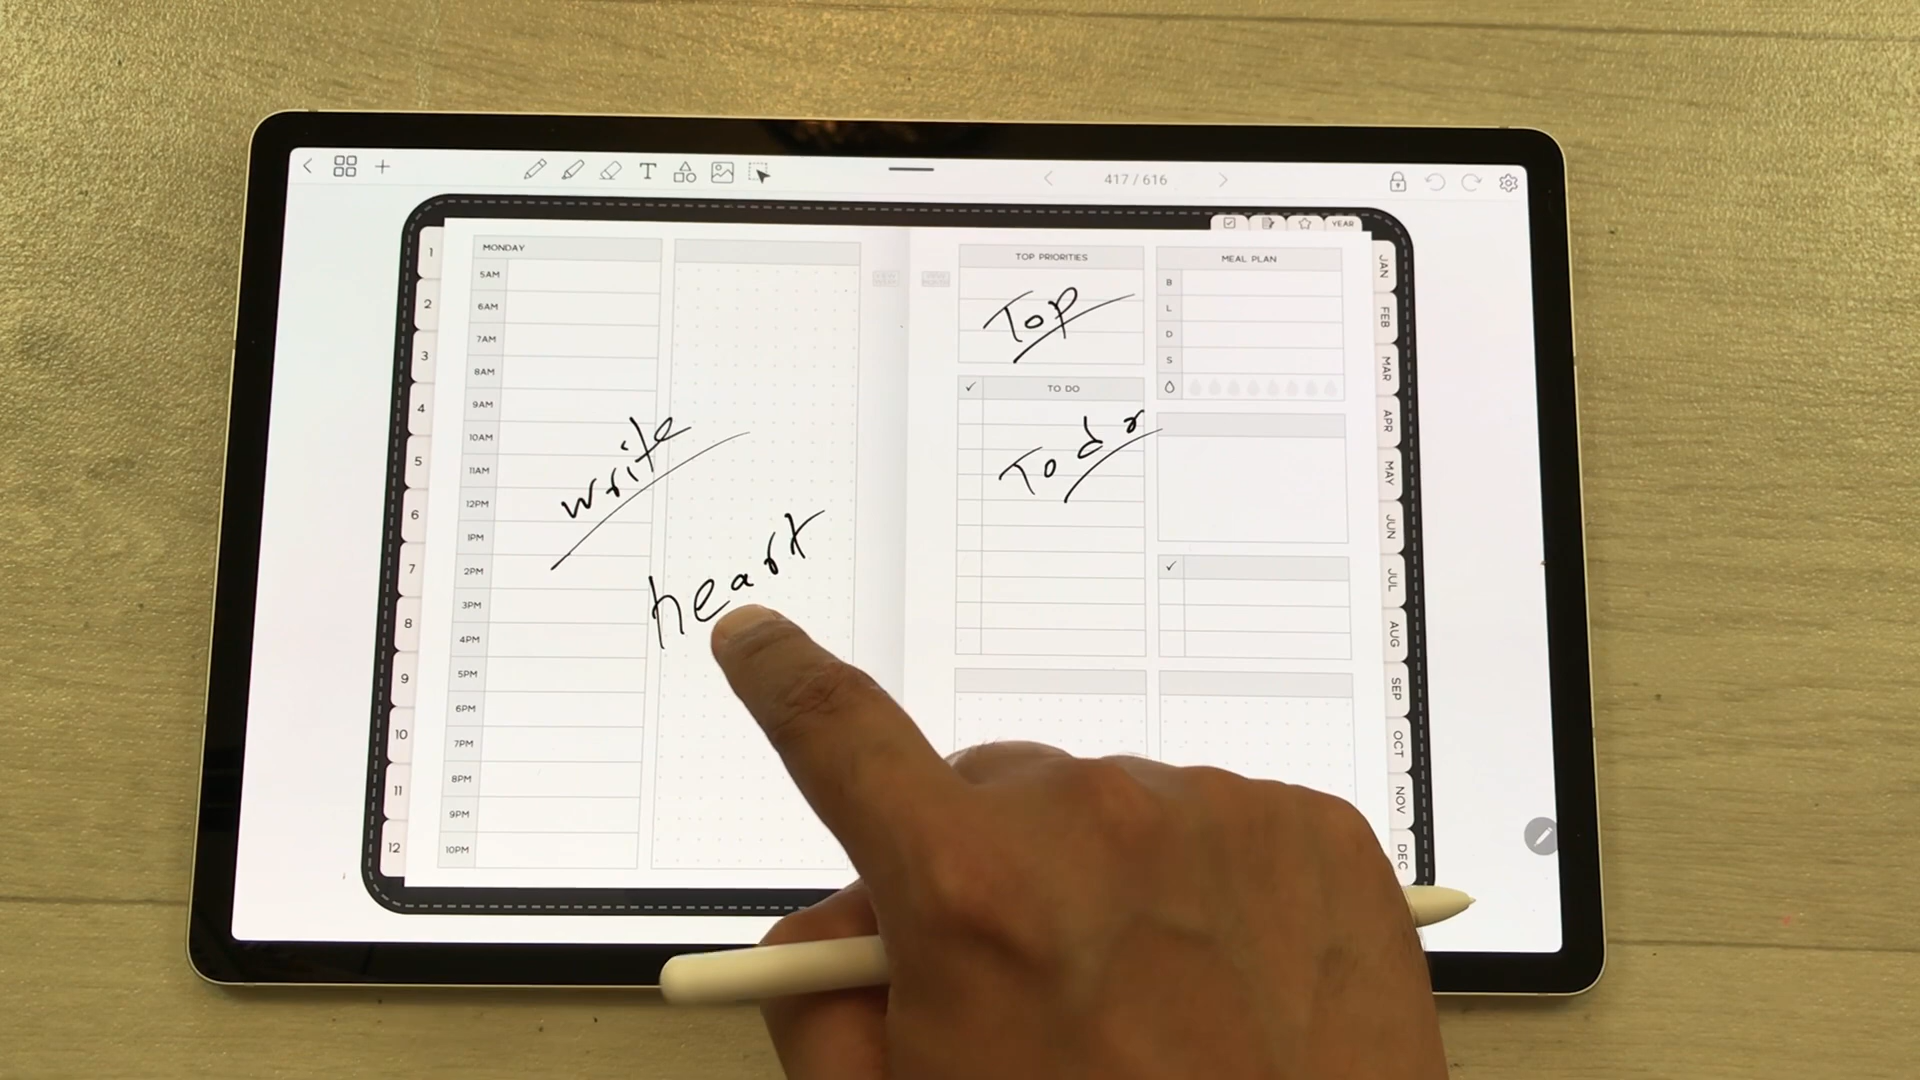 417 / 616
YEAR
MONDAY
5AM
6AM
7AM
8AM
9AM
10AM
11AM
12PM
1PM
2PM
3PM
4PM
5PM
6PM
7PM
8PM
9PM
10PM
write
heart
1
2
3
4
5
6
7
8
9
10
11
12
TOP PRIORITIES
Top
TO DO
To do
MEAL PLAN
B
L
D
S
JAN
FEB
MAR
APR
MAY
JUN
JUL
AUG
SEP
OCT
NOV
DEC
T